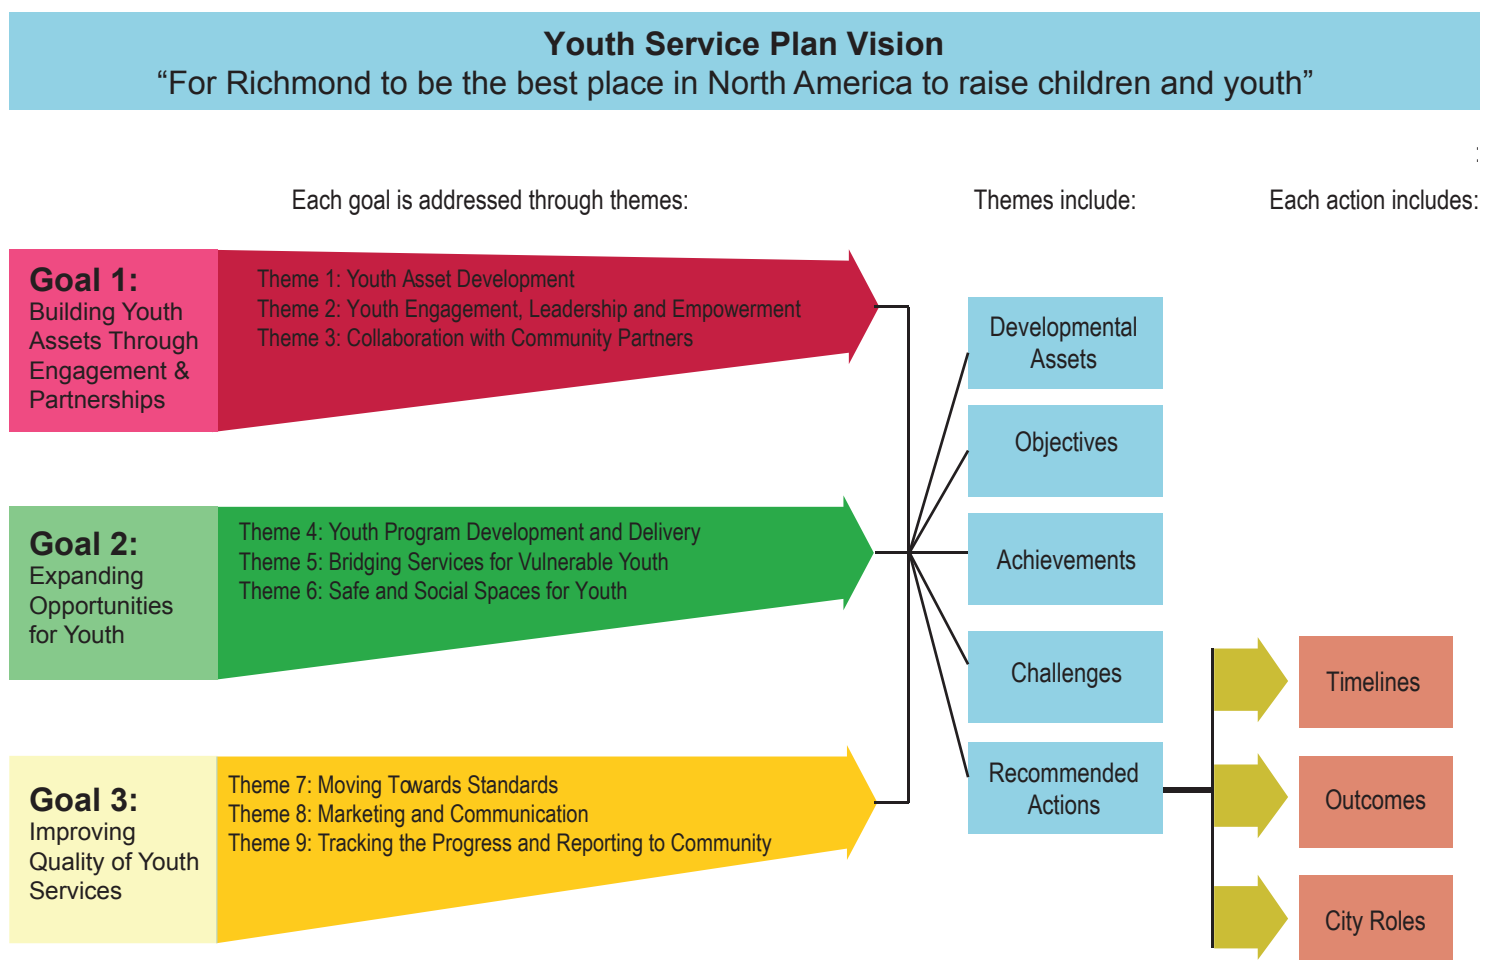 Youth Service Plan Vision
“For Richmond to be the best place in North America to raise children and youth”
Each goal is addressed through themes:
Themes include:
Each action includes:
Goal 1:
Building Youth
Assets Through
Engagement &
Partnerships
Theme 1: Youth Asset Development
Theme 2: Youth Engagement, Leadership and Empowerment
Theme 3: Collaboration with Community Partners
Goal 2:
Expanding
Opportunities
for Youth
Theme 4: Youth Program Development and Delivery
Theme 5: Bridging Services for Vulnerable Youth
Theme 6: Safe and Social Spaces for Youth
Goal 3:
Improving
Quality of Youth
Services
Theme 7: Moving Towards Standards
Theme 8: Marketing and Communication
Theme 9: Tracking the Progress and Reporting to Community
Developmental
Assets
Objectives
Achievements
Challenges
Recommended
Actions
Timelines
Outcomes
City Roles